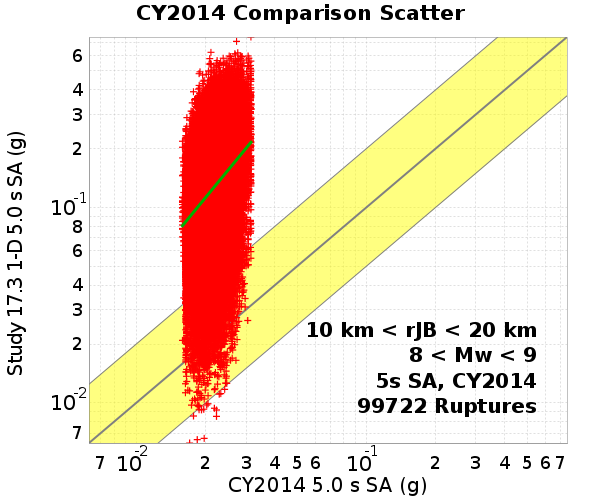 CY2014 Comparison Scatter
Study 17.3 1-D 5.0 s SA (g)
6
4
3
2
10-1
8
6
4
3
2
10-2
7
10 km < rJB < 20 km
8 < Mw < 9
5s SA, CY2014
99722 Ruptures
7 10-2 2 3 4 5 6 10-1 2 3 4 5 6 7
CY2014 5.0 s SA (g)